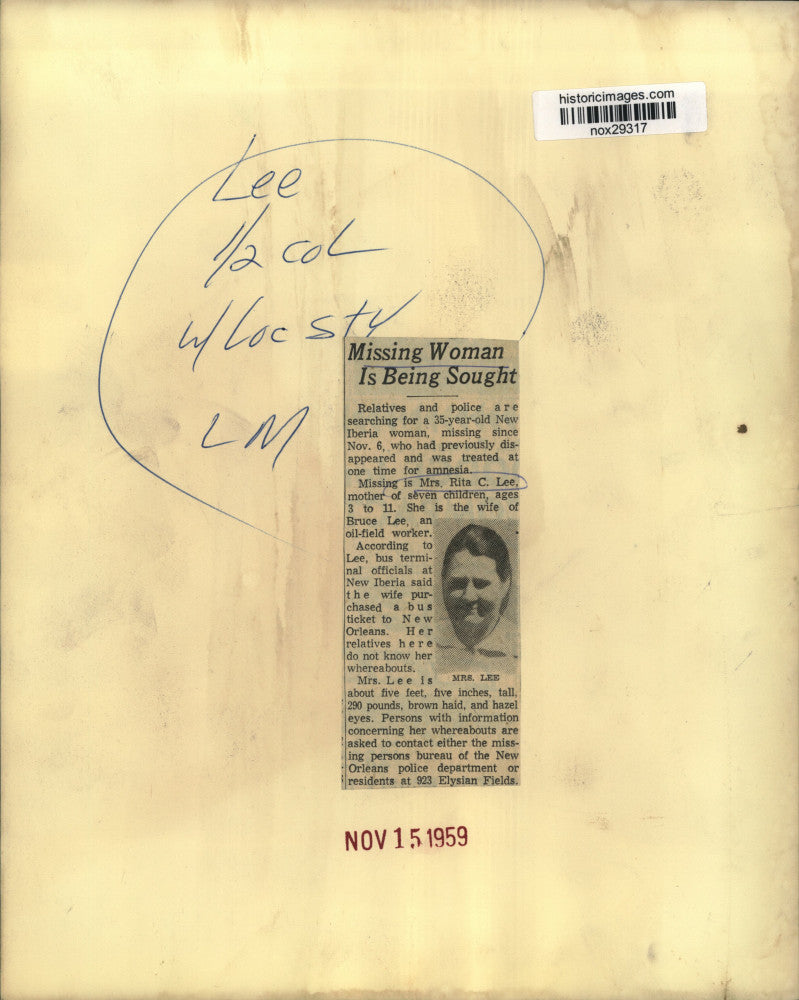 historicimages.com
nox29317
Lee
1/2 COL
w/ Loc STY
LM
Missing Woman
Is Being Sought
Relatives and police are
searching for a 35-year-old New
Iberia woman, missing since
Nov. 6, who had previously dis-
appeared and was treated at
one time for amnesia.
Missing is Mrs. Rita C. Lee,
mother of seven children, ages
3 to 11. She is the wife of
Bruce Lee, an
oil-field worker.
According to
Lee, bus termi-
nal officials at
New Iberia said
the wife pur-
chased a bus
ticket to New
Orleans. Her
relatives here
do not know her
whereabouts.
MRS. LEE
Mrs. Lee is
about five feet, five inches, tall,
290 pounds, brown haid, and hazel
eyes. Persons with information
concerning her whereabouts are
asked to contact either the miss-
ing persons bureau of the New
Orleans police department or
residents at 923 Elysian Fields.
NOV 15 1959